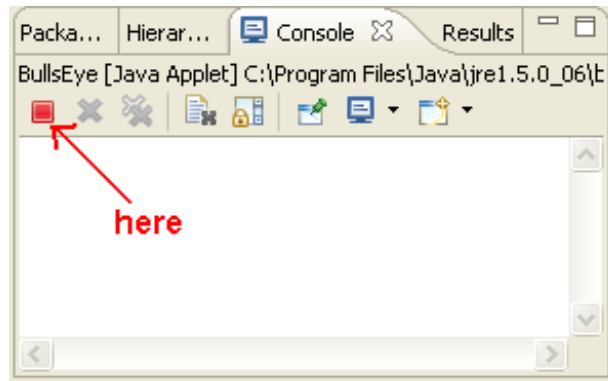 Packa... Hierar... Console Results
BullsEye [Java Applet] C:\Program Files\Java\jre1.5.0_06\b
here